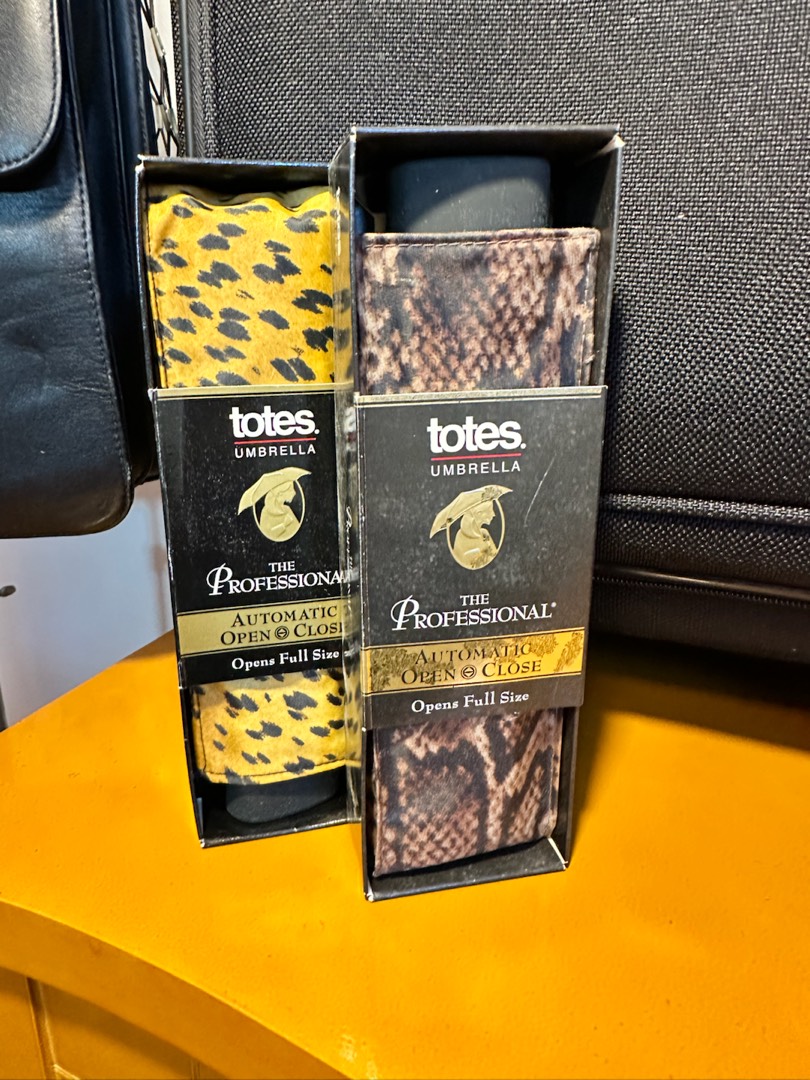 totes.
UMBRELLA
THE
PROFESSIONA
AUTOMATIC
OPEN CLOSE
Opens Full Size
totes.
UMBRELLA
THE
PROFESSIONAL®
AUTOMATIC
OPEN CLOSE
Opens Full Size